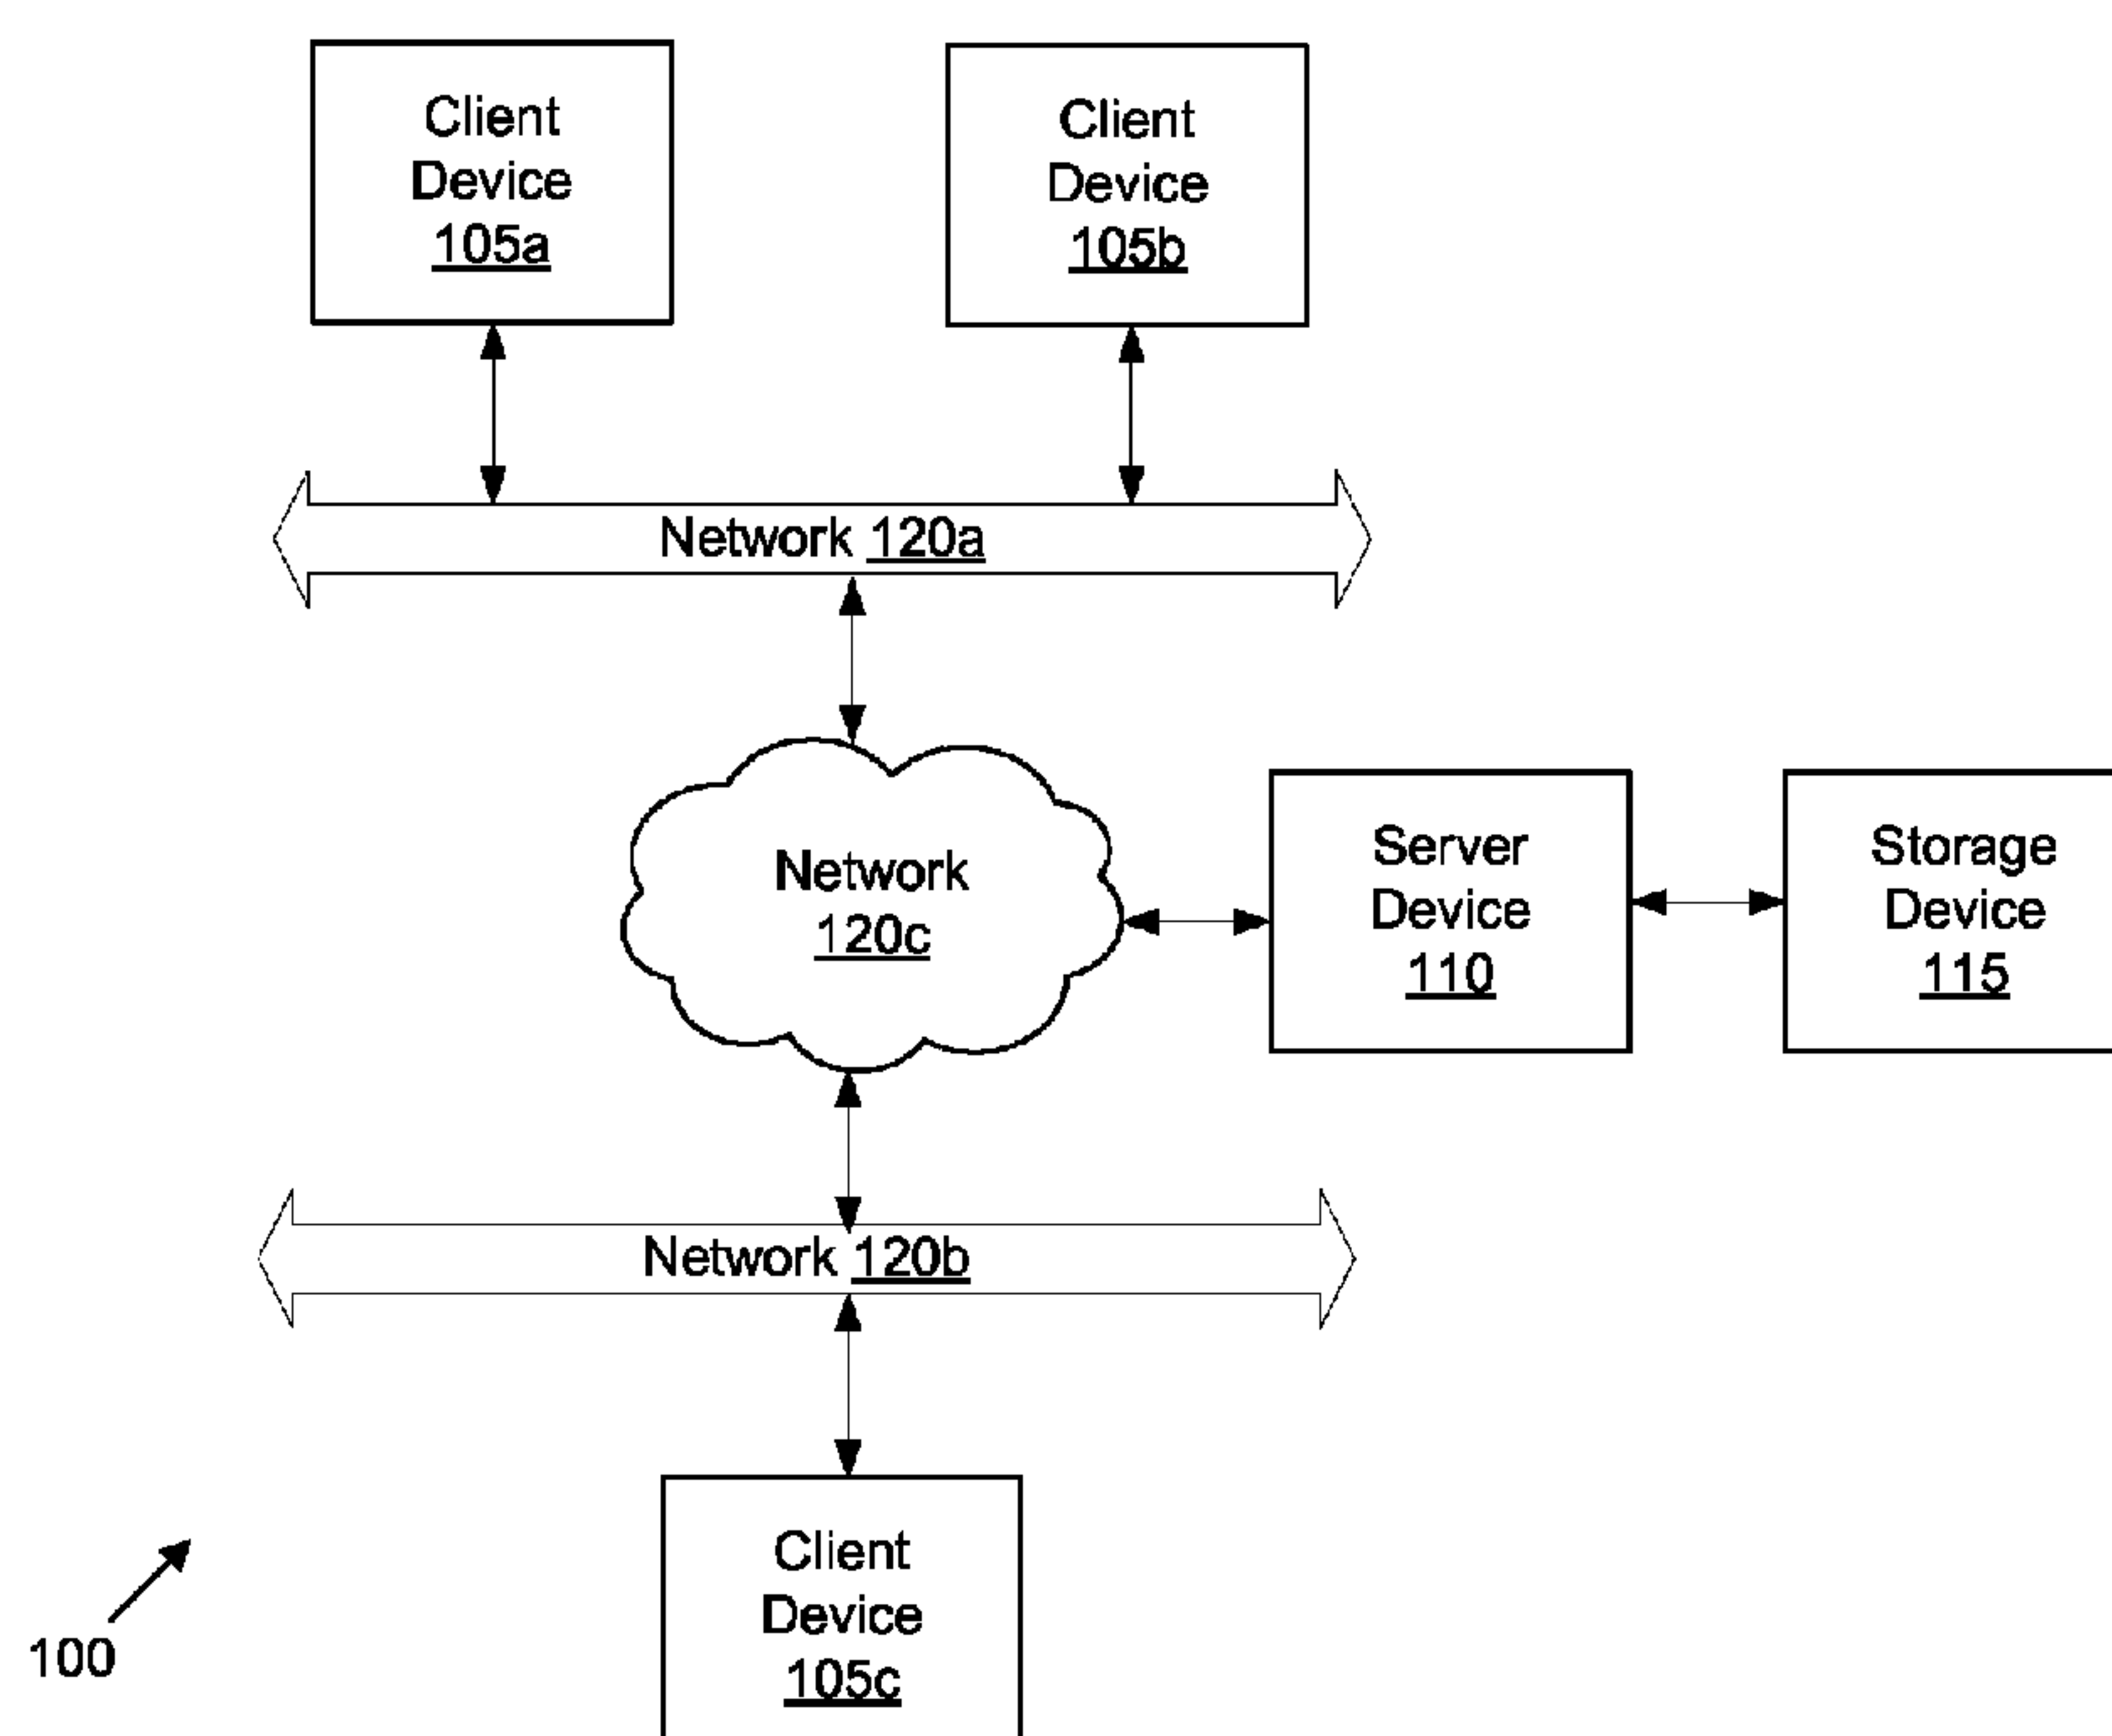 Client
Device
105a
Client
Device
105b
Network 120a
Network
120c
Server
Device
110
Storage
Device
115
Network 120b
Client
Device
105c
100